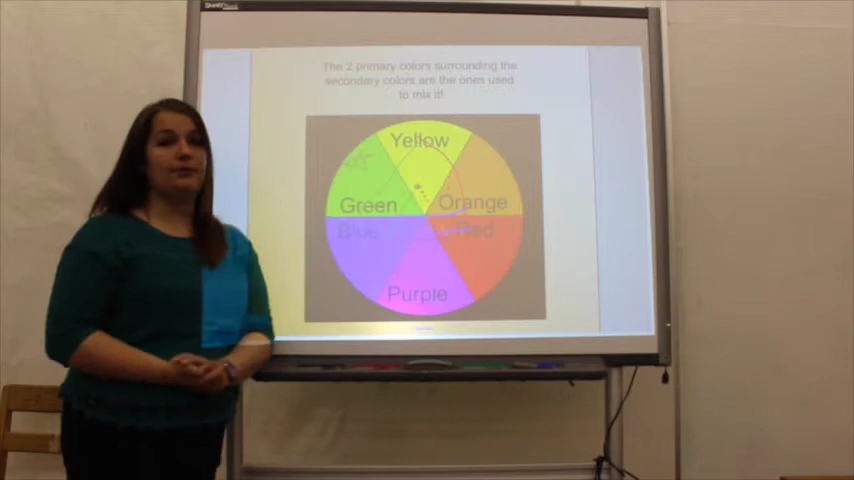 The 2 primary colors surrounding the
secondary colors are the ones used
to mix it!
Yellow
Green
Orange
Blue
Red
Purple